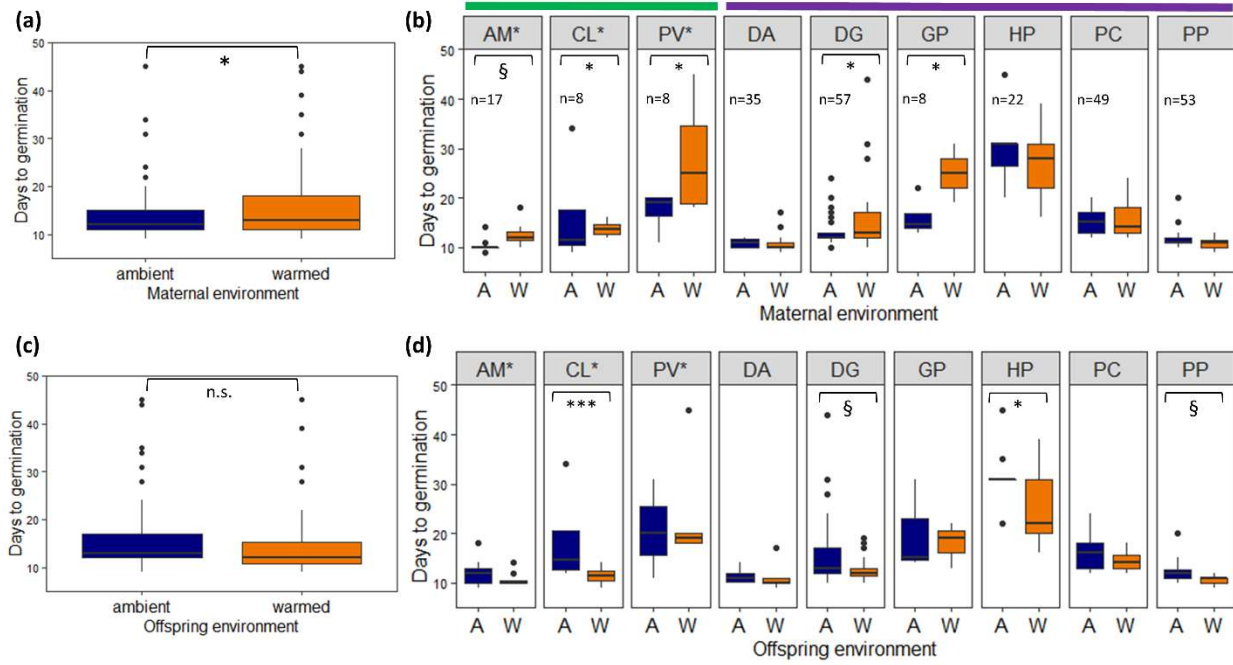 (a)
50
40
30
20
10
Days to germination
*
ambient warmed
Maternal environment
(b)
AM* CL* PV* DA DG GP HP PC PP
§ * * * *
n=17 n=8 n=8 n=35 n=57 n=8 n=22 n=49 n=53
50
40
30
20
10
Days to germination
A W A W A W A W A W A W A W A W A W
Maternal environment
(c)
50
40
30
20
10
Days to germination
n.s.
ambient warmed
Offspring environment
(d)
AM* CL* PV* DA DG GP HP PC PP
*** § * §
50
40
30
20
10
Days to germination
A W A W A W A W A W A W A W A W A W
Offspring environment